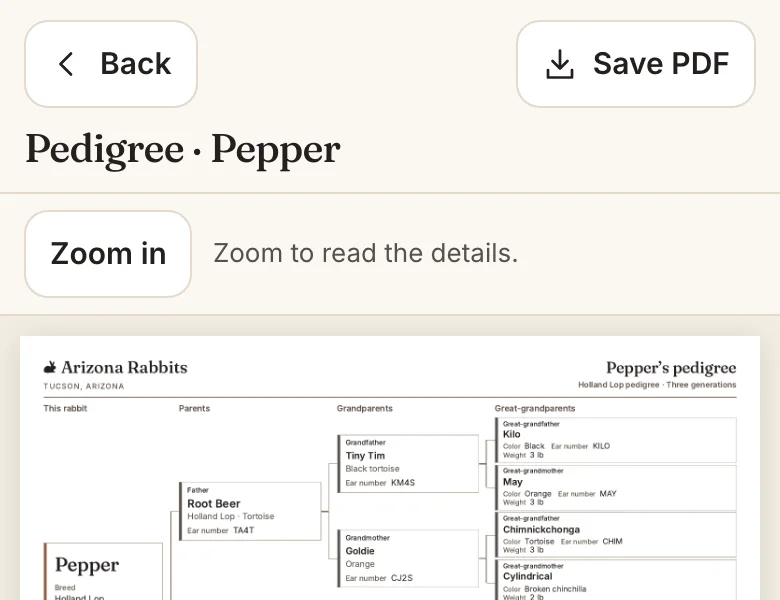 Back
Save PDF
Pedigree · Pepper
Zoom in
Zoom to read the details.
Arizona Rabbits
TUCSON, ARIZONA
Pepper’s pedigree
Holland Lop pedigree · Three generations
This rabbit
Parents
Grandparents
Great-grandparents
Pepper
Breed
Holland Lop
Father
Root Beer
Holland Lop · Tortoise
Ear number TA4T
Grandfather
Tiny Tim
Black tortoise
Ear number KM4S
Grandmother
Goldie
Orange
Ear number CJ2S
Great-grandfather
Kilo
Color Black Ear number KILO
Weight 3 lb
Great-grandmother
May
Color Orange Ear number MAY
Weight 3 lb
Great-grandfather
Chimnickchonga
Color Tortoise Ear number CHIM
Weight 3 lb
Great-grandmother
Cylindrical
Color Broken chinchilla
Weight 2 lb